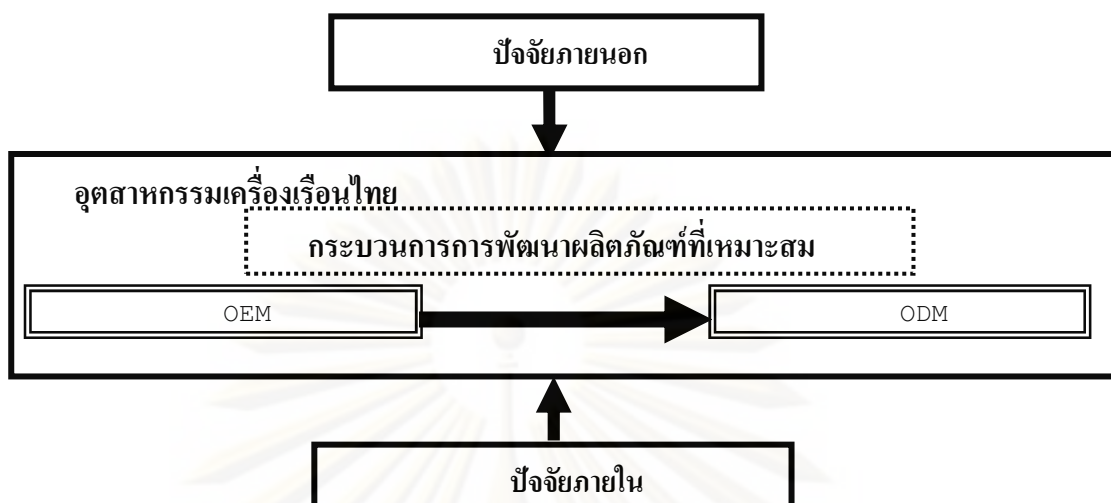 ปัจจัยภายนอก
อุตสาหกรรมเครื่องเรือนไทย
กระบวนการการพัฒนาผลิตภัณฑ์ที่เหมาะสม
OEM
ODM
ปัจจัยภายใน